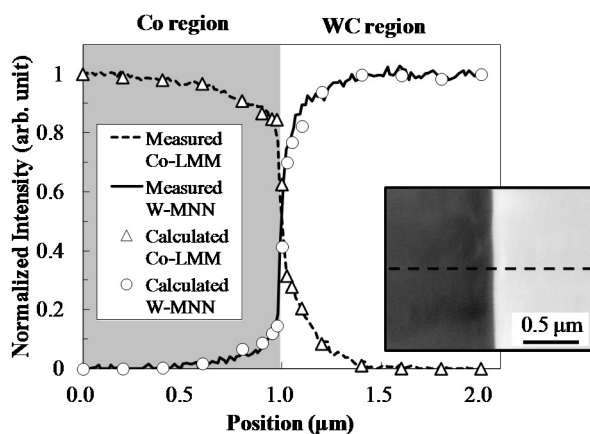 Co region
WC region
Normalized Intensity (arb. unit)
1
0.8
0.6
0.4
0.2
0
Measured
Co-LMM
Measured
W-MNN
Calculated
Co-LMM
Calculated
W-MNN
0.5 µm
0.0
0.5
1.0
1.5
2.0
Position (µm)